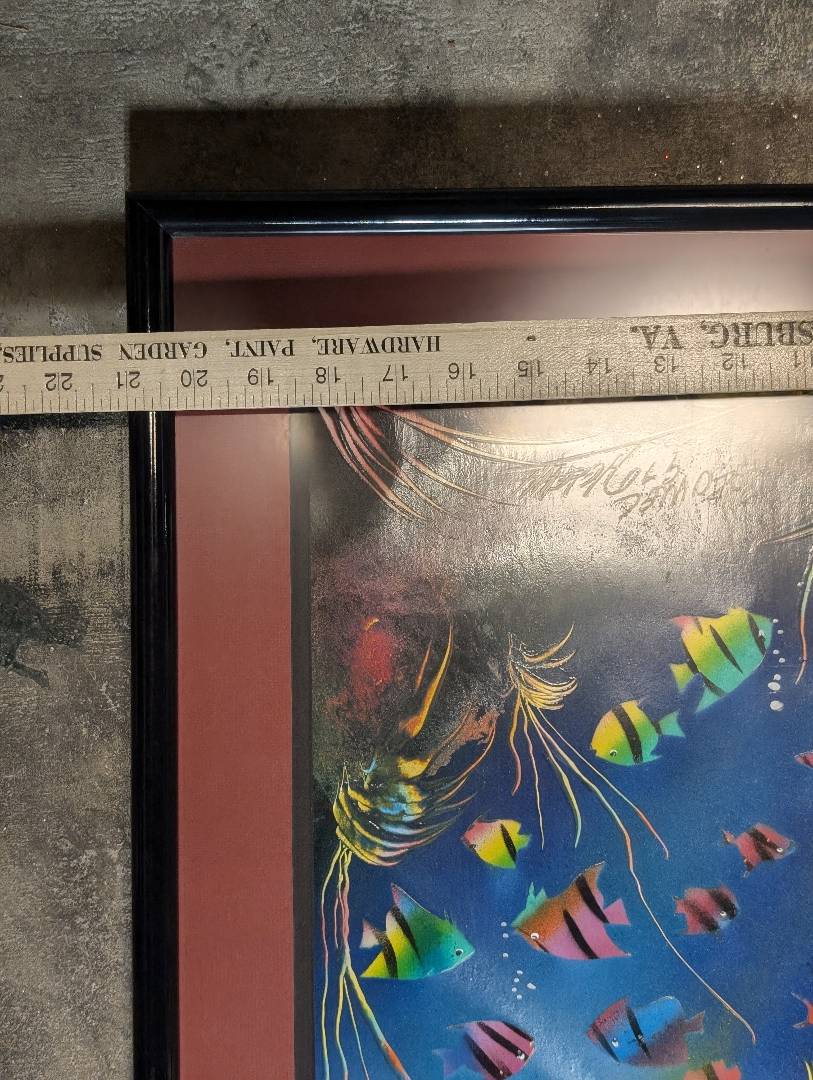 SBURG, VA. HARDWARE, PAINT, GARDEN SUPPLIES,
11 12 13 14 15 16 17 18 19 20 21 22